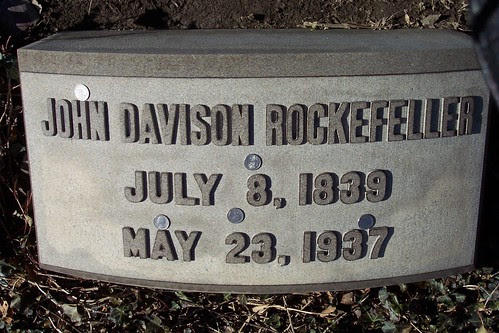 JOHN DAVISON ROCKEFELLER
JULY 8, 1839
MAY 23, 1937